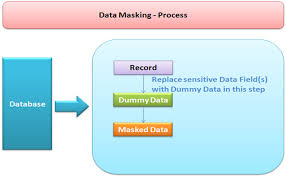 Data Masking - Process
Database
Record
Replace sensitive Data Field(s)
with Dummy Data in this step
Dummy Data
Masked Data